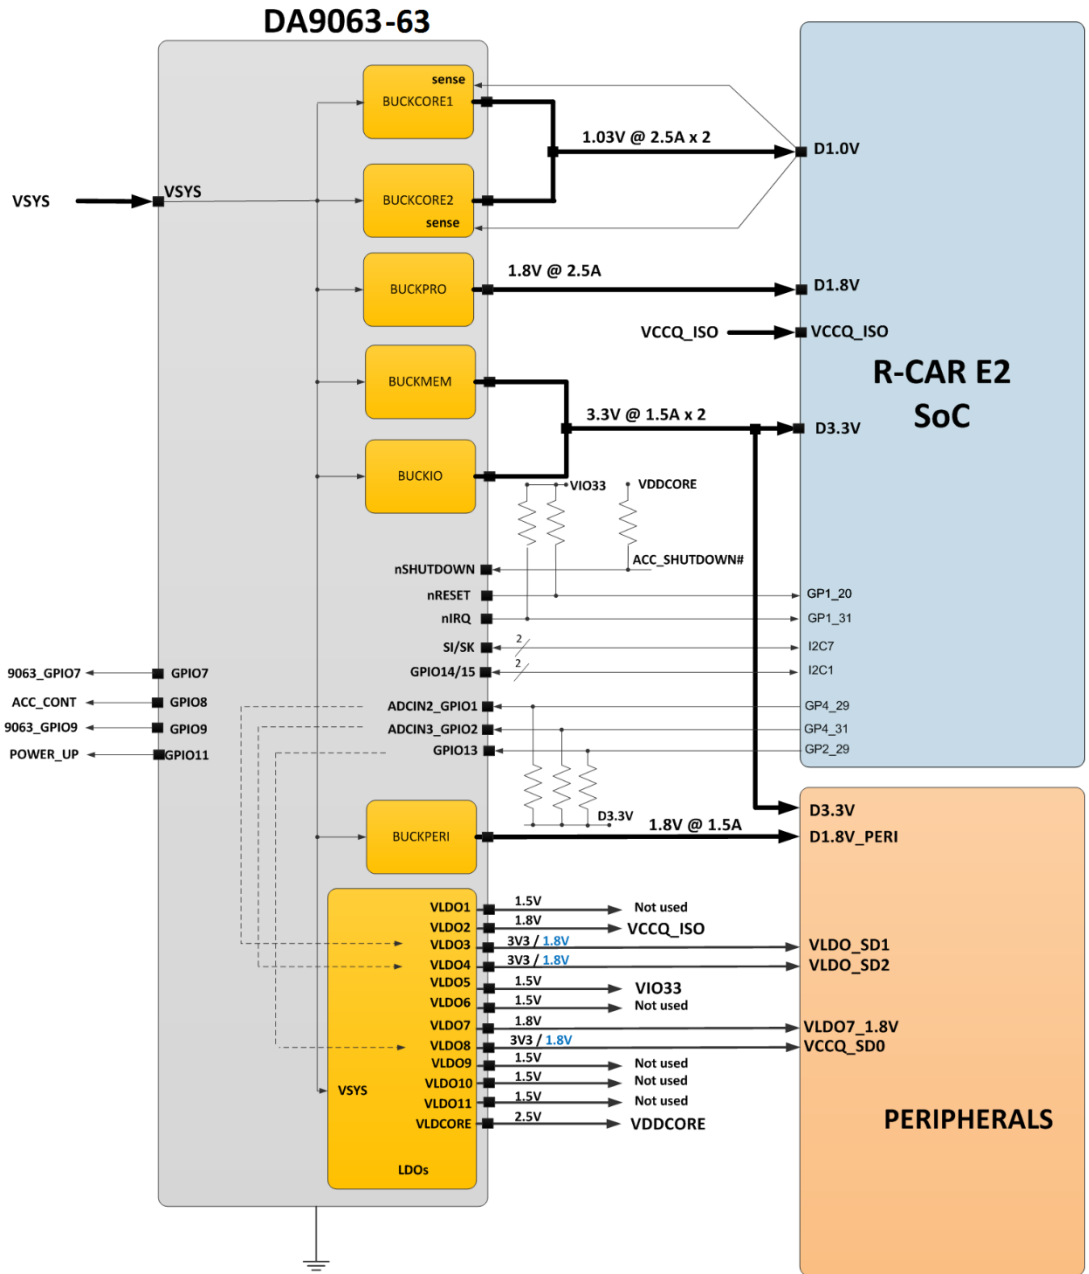 DA9063-63
sense
BUCKCORE1
1.03V @ 2.5A x 2
D1.0V
VSYS
VSYS
BUCKCORE2
sense
BUCKPRO
1.8V @ 2.5A
D1.8V
VCCQ_ISO
VCCQ_ISO
R-CAR E2
SoC
BUCKMEM
3.3V @ 1.5A x 2
D3.3V
BUCKIO
VIO33
VDDCORE
nSHUTDOWN
ACC_SHUTDOWN#
nRESET
GP1_20
nIRQ
GP1_31
SI/SK
2
I2C7
GPIO14/15
2
I2C1
9063_GPIO7
GPIO7
ACC_CONT
GPIO8
9063_GPIO9
GPIO9
POWER_UP
GPIO11
ADCIN2_GPIO1
GP4_29
ADCIN3_GPIO2
GP4_31
GPIO13
GP2_29
D3.3V
D3.3V
BUCKPERI
1.8V @ 1.5A
D1.8V_PERI
VLDO1
1.5V
Not used
VLDO2
1.8V
VCCQ_ISO
VLDO3
3V3 / 1.8V
VLDO_SD1
VLDO4
3V3 / 1.8V
VLDO_SD2
VLDO5
1.5V
VIO33
VLDO6
1.5V
Not used
VLDO7
1.8V
VLDO7_1.8V
VLDO8
3V3 / 1.8V
VCCQ_SD0
VLDO9
1.5V
Not used
VLDO10
1.5V
Not used
VSYS
VLDO11
1.5V
Not used
VLDCORE
2.5V
VDDCORE
PERIPHERALS
LDOs